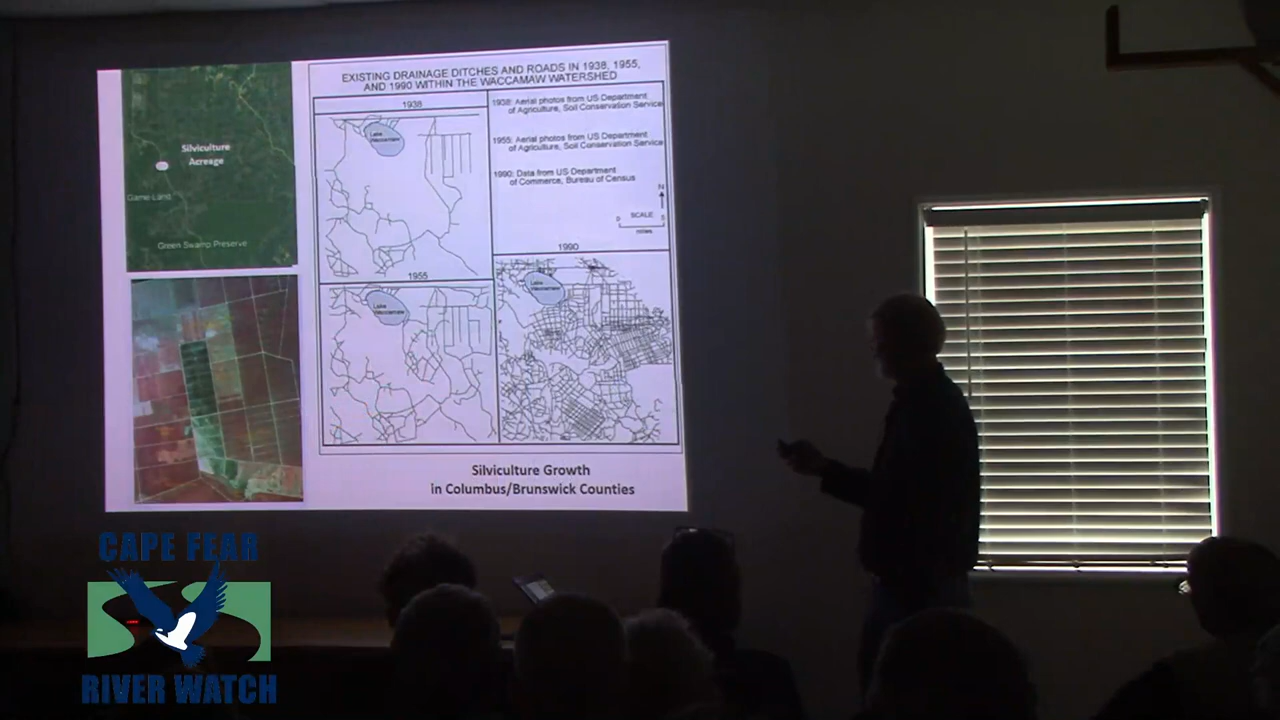 EXISTING DRAINAGE DITCHES AND ROADS IN 1938, 1955,
AND 1990 WITHIN THE WACCAMAW WATERSHED
Silviculture
Acreage
Game Land
Green Swamp Preserve
1938
Lake
Waccamaw
1938: Aerial photos from US Department
of Agriculture, Soil Conservation Service
1955: Aerial photos from US Department
of Agriculture, Soil Conservation Service
1990: Data from US Department
of Commerce, Bureau of Census
N
SCALE
0 5
miles
1955
Lake
Waccamaw
1990
Lake
Waccamaw
Silviculture Growth
in Columbus/Brunswick Counties
CAPE FEAR
RIVER WATCH